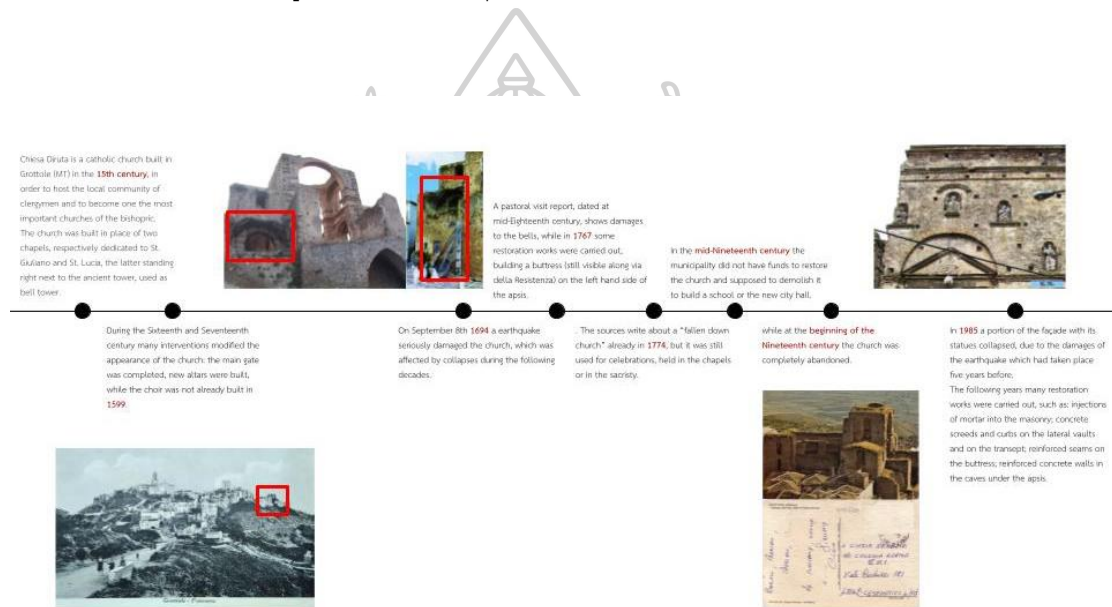 Chiesa Diruta is a catholic church built in
Grottole (MT) in the 15th century, in
order to host the local community of
clergymen and to become one the most
important churches of the bishopric.
The church was built in place of two
chapels, respectively dedicated to St.
Giuliano and St. Lucia, the latter standing
right next to the ancient tower, used as
bell tower.
During the Sixteenth and Seventeenth
century many interventions modified the
appearance of the church: the main gate
was completed, new altars were built,
while the choir was not already built in
1599.
On September 8th 1694 a earthquake
seriously damaged the church, which was
affected by collapses during the following
decades.
A pastoral visit report, dated at
mid-Eighteenth century, shows damages
to the bells, while in 1767 some
restoration works were carried out,
building a buttress (still visible along via
della Resistenza) on the left hand side of
the apsis.
. The sources write about a "fallen down
church" already in 1774, but it was still
used for celebrations, held in the chapels
or in the sacristy.
In the mid-Nineteenth century the
municipality did not have funds to restore
the church and supposed to demolish it
to build a school or the new city hall.
while at the beginning of the
Nineteenth century the church was
completely abandoned.
In 1985 a portion of the façade with its
statues collapsed, due to the damages of
the earthquake which had taken place
five years before.
The following years many restoration
works were carried out, such as: injections
of mortar into the masonry; concrete
screeds and curbs on the lateral vaults
and on the transept; reinforced seams on
the buttress; reinforced concrete walls in
the caves under the apsis.